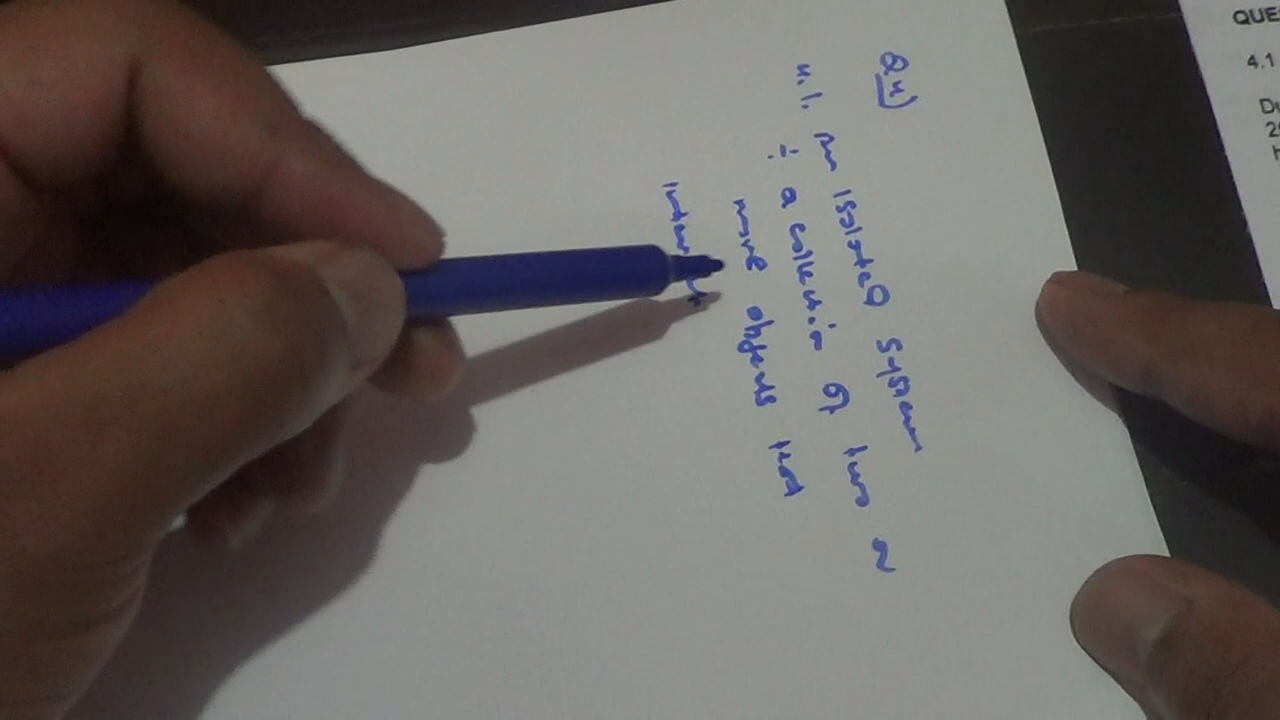 Q4)
4.1. An Isolated System
is a collection of two or
more objects that
interact
QUE
4.1